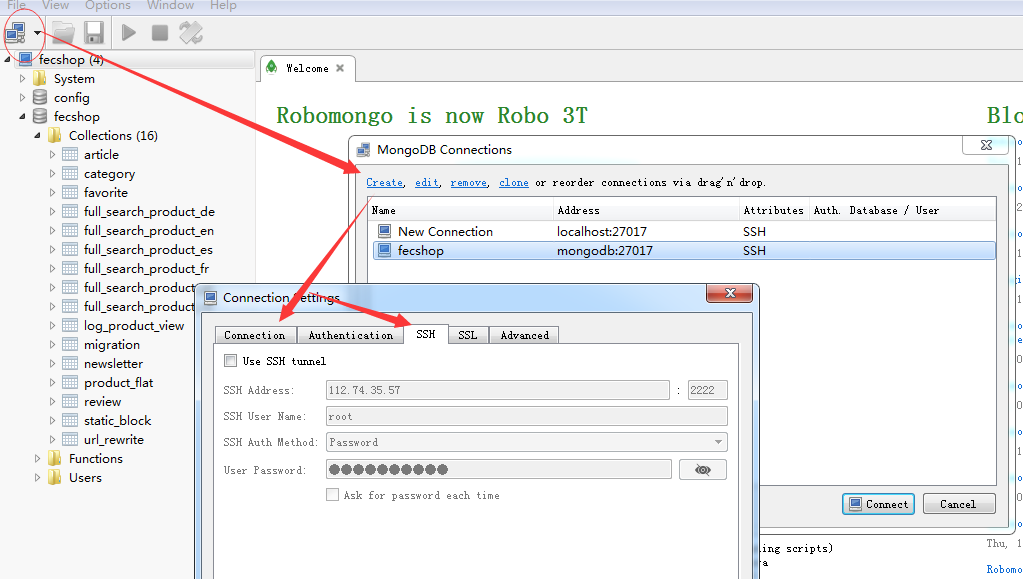 File View Options Window Help
fecshop (4)
System
config
fecshop
Collections (16)
article
category
favorite
full_search_product_de
full_search_product_en
full_search_product_es
full_search_product_fr
full_search_product
full_search_product
log_product_view
migration
newsletter
product_flat
review
static_block
url_rewrite
Functions
Users
Welcome
Robomongo is now Robo 3T
Blo
MongoDB Connections
Create, edit, remove, clone or reorder connections via drag'n'drop.
Name Address Attributes Auth. Database / User
New Connection localhost:27017 SSH
fecshop mongodb:27017 SSH
Connect Cancel
Connection Settings
Connection Authentication SSH SSL Advanced
Use SSH tunnel
SSH Address: 112.74.35.57 : 2222
SSH User Name: root
SSH Auth Method: Password
User Password:
Ask for password each time
ing scripts)
Thu, 1
Robomo